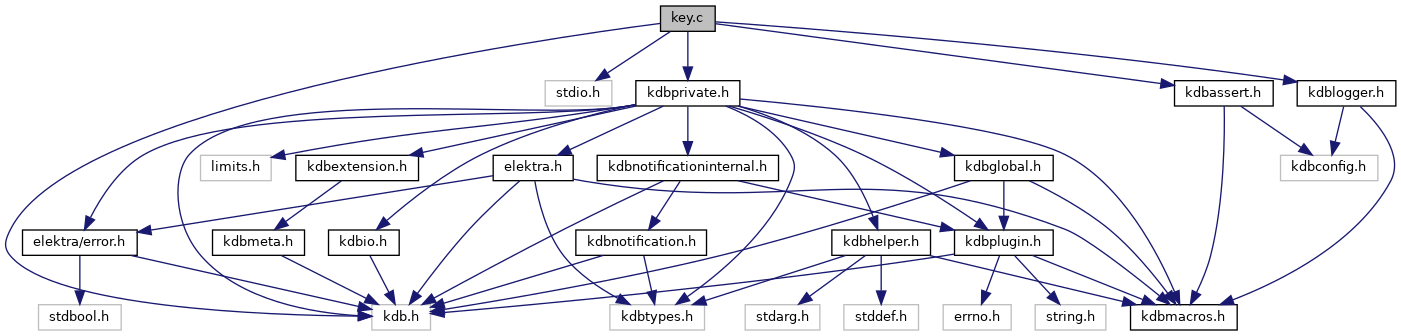 key.c
stdio.h
kdbprivate.h
kdbassert.h
kdblogger.h
limits.h
kdbextension.h
elektra.h
kdbnotificationinternal.h
kdbglobal.h
kdbconfig.h
elektra/error.h
kdbmeta.h
kdbio.h
kdbnotification.h
kdbhelper.h
kdbplugin.h
stdbool.h
kdb.h
kdbtypes.h
stdarg.h
stddef.h
errno.h
string.h
kdbmacros.h